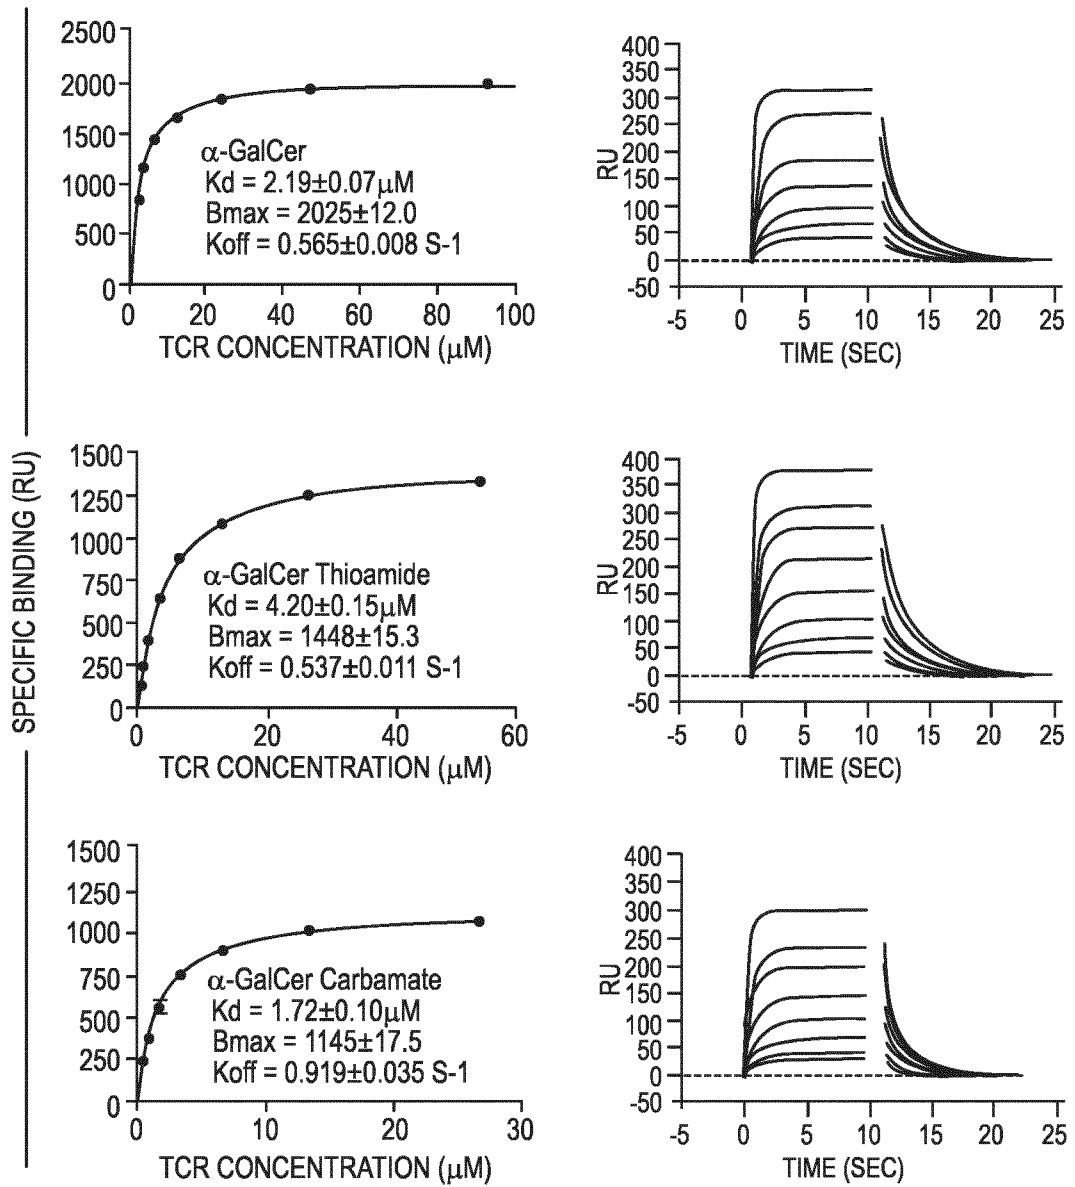 SPECIFIC BINDING (RU)
2500
2000
1500
1000
500
0
α-GalCer
Kd = 2.19±0.07μM
Bmax = 2025±12.0
Koff = 0.565±0.008 S-1
0 20 40 60 80 100
TCR CONCENTRATION (μM)
RU
400
350
300
250
200
150
100
50
0
-50
-5 0 5 10 15 20 25
TIME (SEC)
1500
1250
1000
750
500
250
0
α-GalCer Thioamide
Kd = 4.20±0.15μM
Bmax = 1448±15.3
Koff = 0.537±0.011 S-1
0 20 40 60
TCR CONCENTRATION (μM)
RU
400
350
300
250
200
150
100
50
0
-50
-5 0 5 10 15 20 25
TIME (SEC)
1500
1250
1000
750
500
250
0
α-GalCer Carbamate
Kd = 1.72±0.10μM
Bmax = 1145±17.5
Koff = 0.919±0.035 S-1
0 10 20 30
TCR CONCENTRATION (μM)
RU
400
350
300
250
200
150
100
50
0
-50
-5 0 5 10 15 20 25
TIME (SEC)